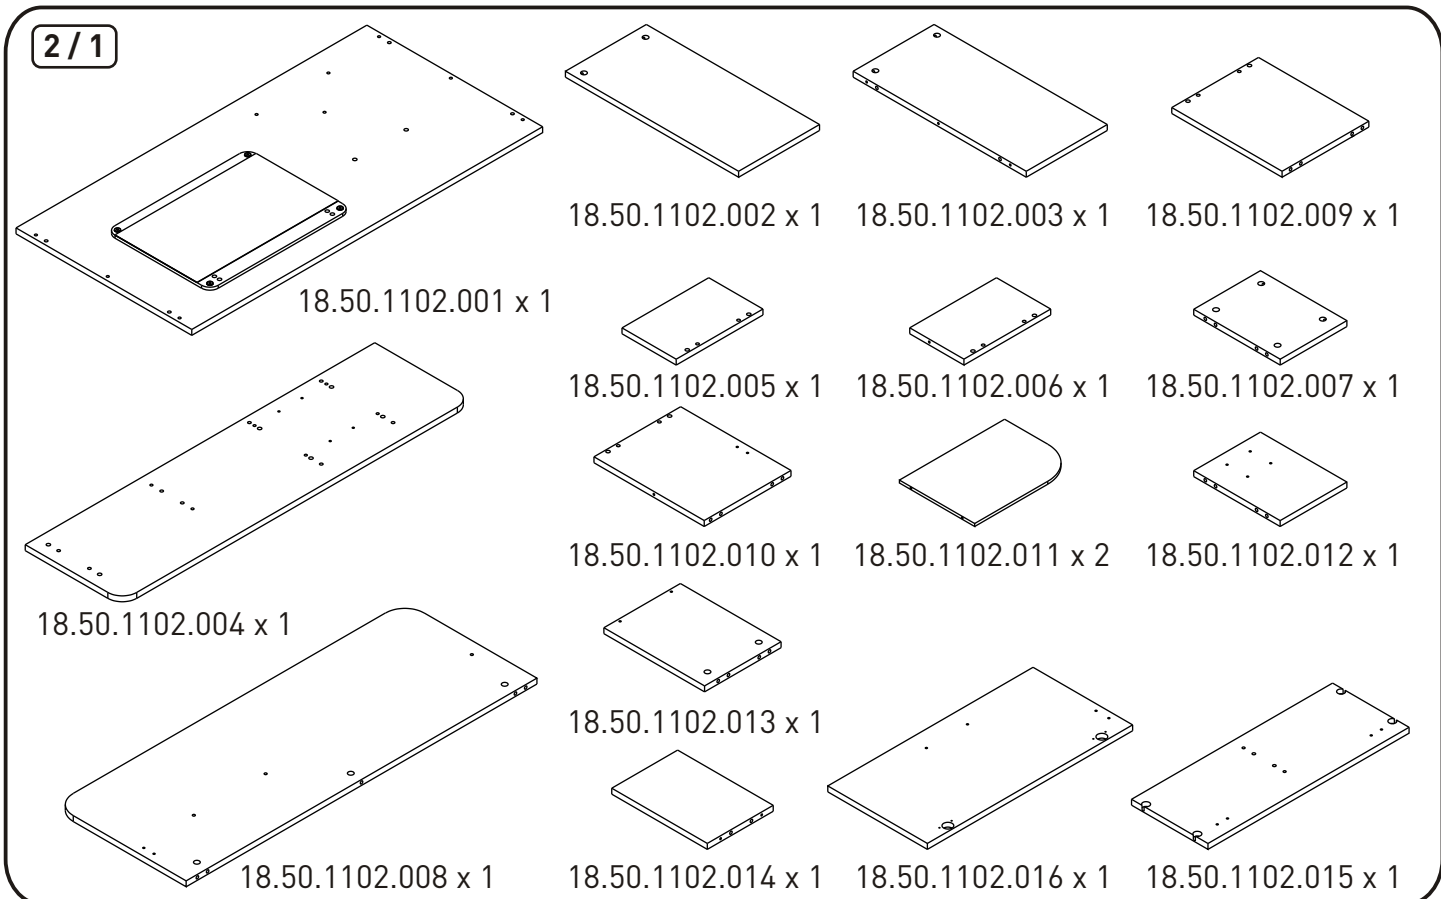 2 / 1
18.50.1102.002 x 1
18.50.1102.003 x 1
18.50.1102.009 x 1
18.50.1102.001 x 1
18.50.1102.005 x 1
18.50.1102.006 x 1
18.50.1102.007 x 1
18.50.1102.010 x 1
18.50.1102.011 x 2
18.50.1102.012 x 1
18.50.1102.004 x 1
18.50.1102.013 x 1
18.50.1102.008 x 1
18.50.1102.014 x 1
18.50.1102.016 x 1
18.50.1102.015 x 1